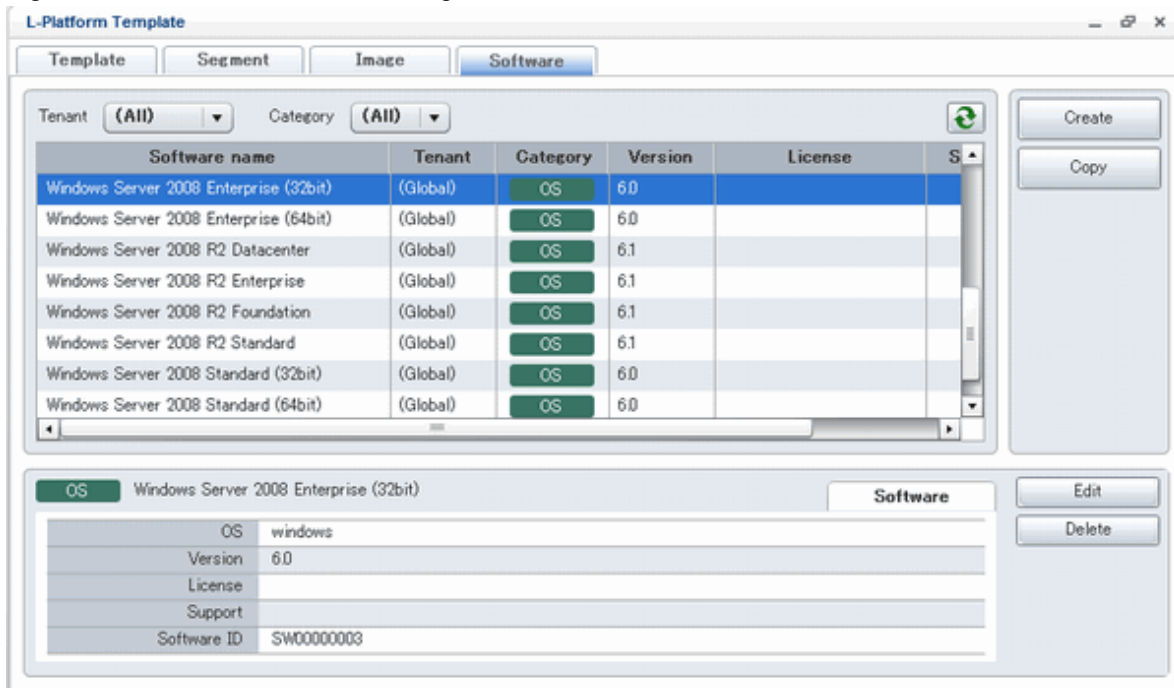 L-Platform Template
Template Segment Image Software
Tenant (All) Category (All)
Software name Tenant Category Version License S
Windows Server 2008 Enterprise (32bit) (Global) OS 6.0
Windows Server 2008 Enterprise (64bit) (Global) OS 6.0
Windows Server 2008 R2 Datacenter (Global) OS 6.1
Windows Server 2008 R2 Enterprise (Global) OS 6.1
Windows Server 2008 R2 Foundation (Global) OS 6.1
Windows Server 2008 R2 Standard (Global) OS 6.1
Windows Server 2008 Standard (32bit) (Global) OS 6.0
Windows Server 2008 Standard (64bit) (Global) OS 6.0
Create
Copy
OS Windows Server 2008 Enterprise (32bit) Software
OS windows
Version 6.0
License
Support
Software ID SW00000003
Edit
Delete